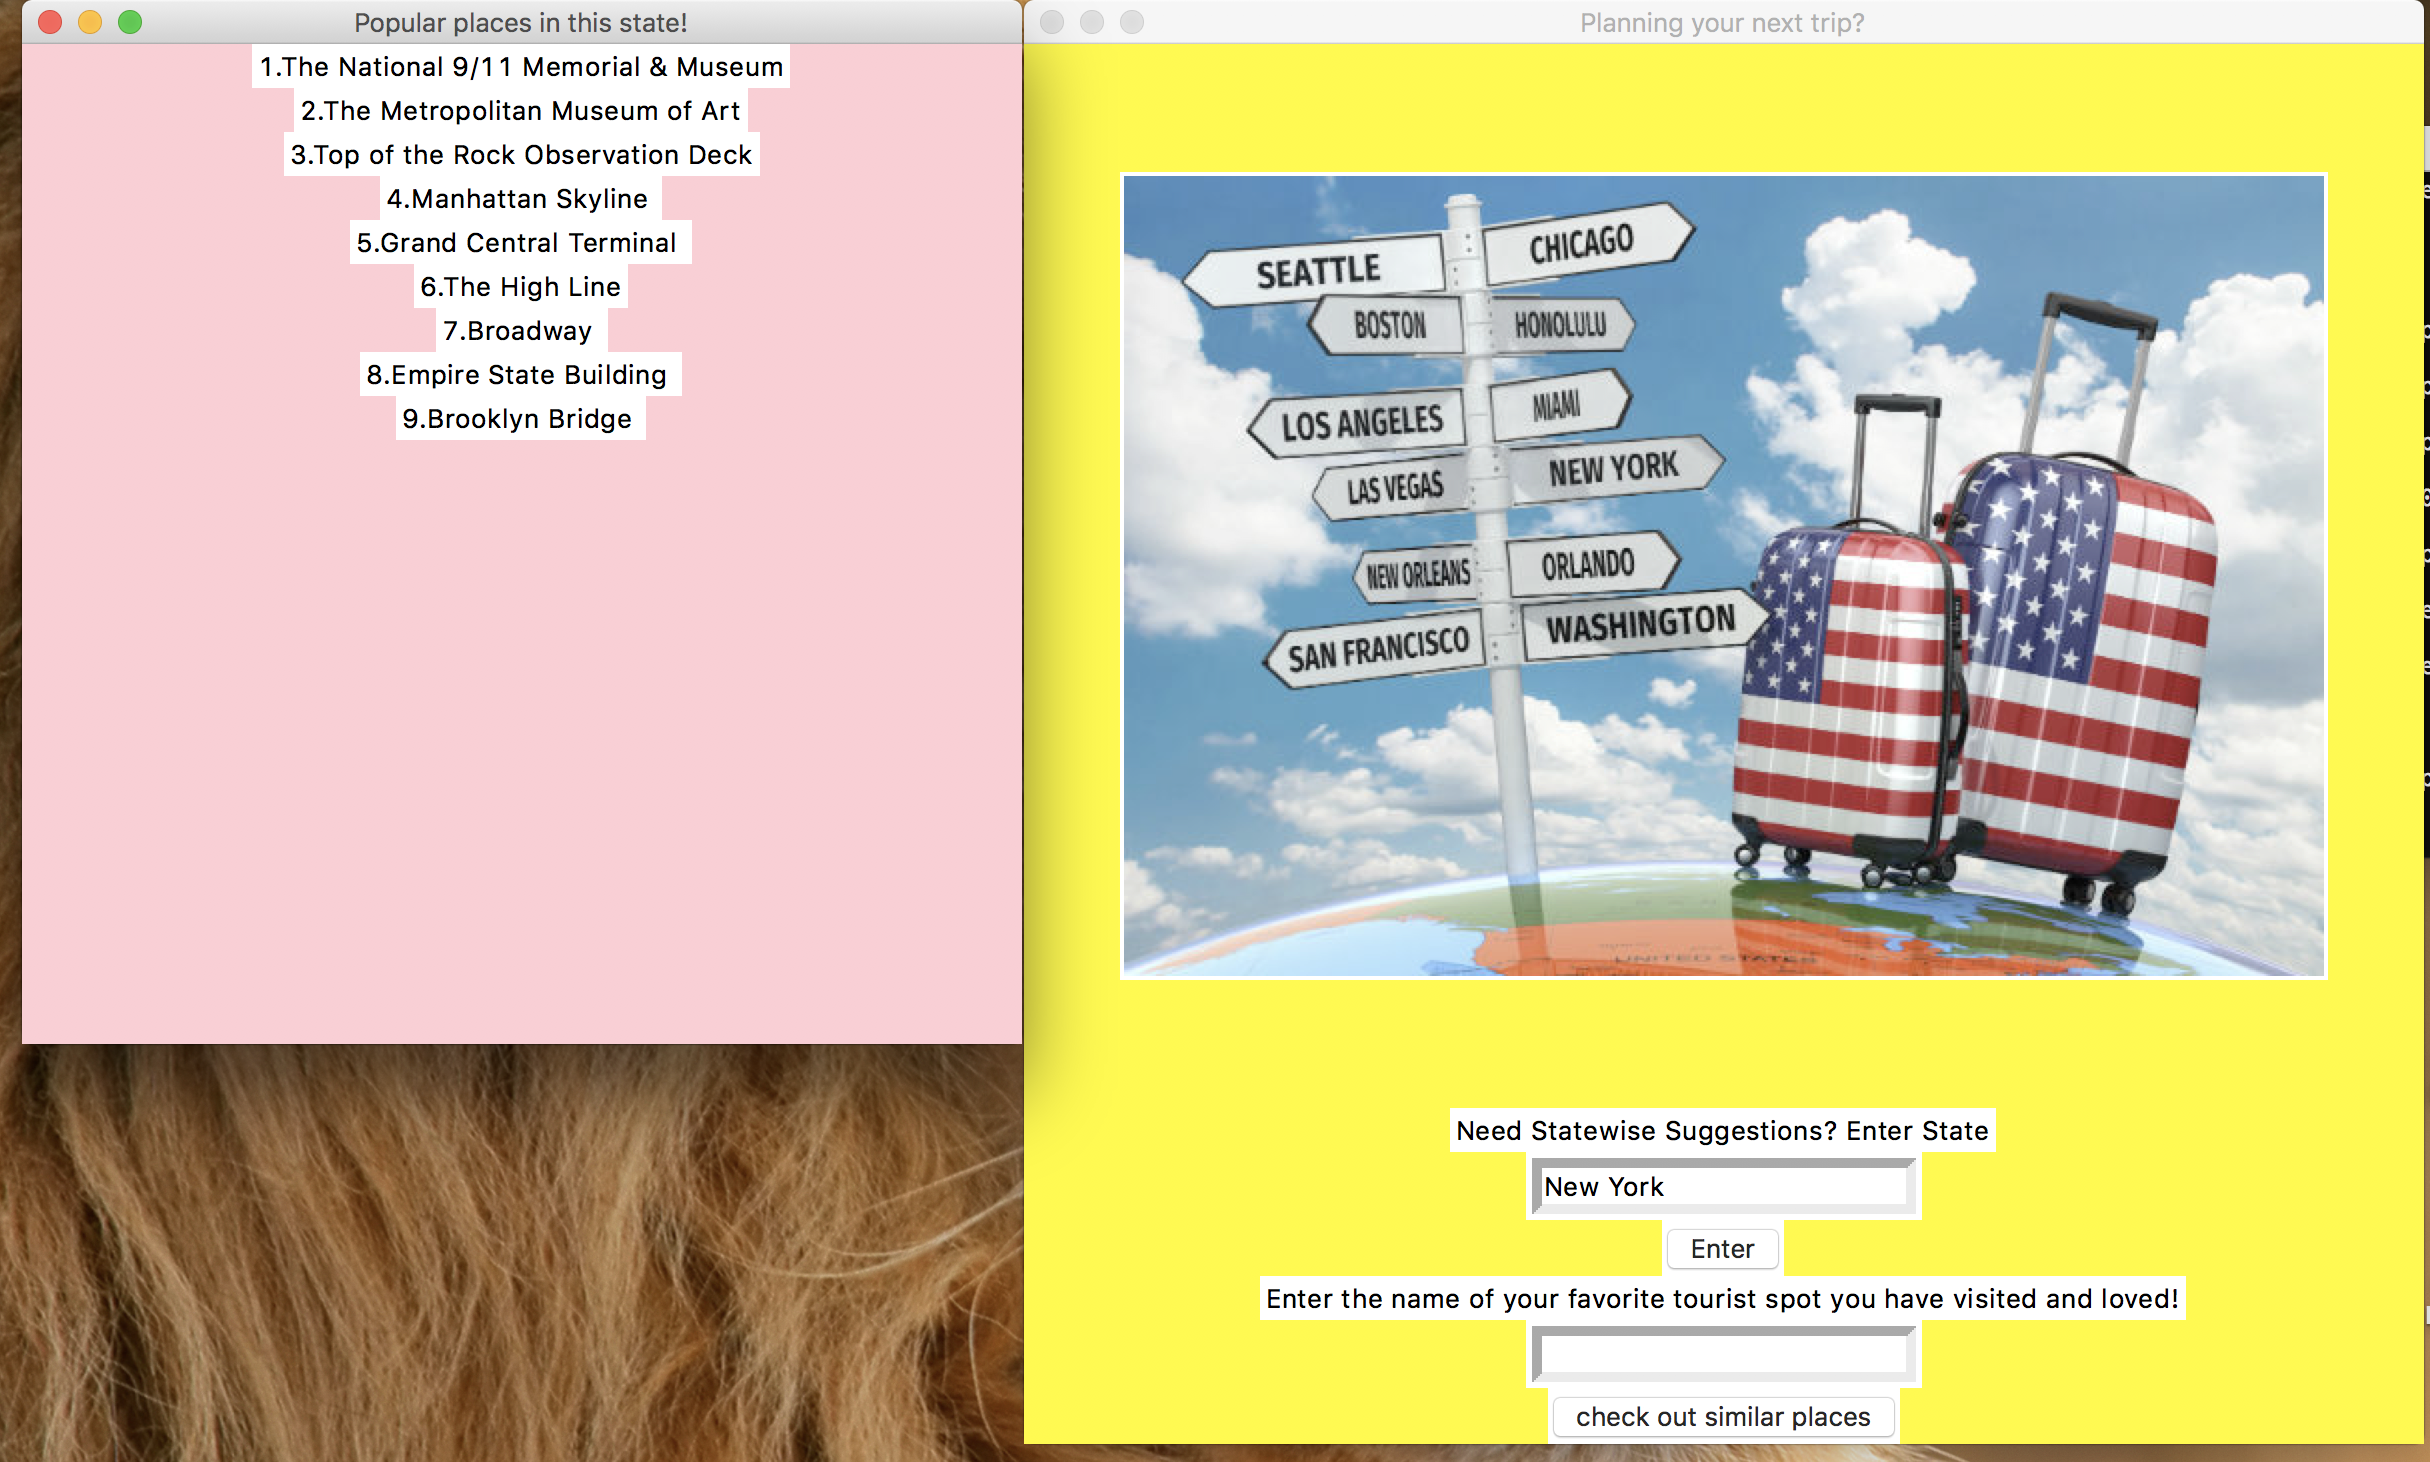 Popular places in this state!
1.The National 9/11 Memorial & Museum
2.The Metropolitan Museum of Art
3.Top of the Rock Observation Deck
4.Manhattan Skyline
5.Grand Central Terminal
6.The High Line
7.Broadway
8.Empire State Building
9.Brooklyn Bridge
Planning your next trip?
SEATTLE
CHICAGO
BOSTON
HONOLULU
LOS ANGELES
MIAMI
LAS VEGAS
NEW YORK
NEW ORLEANS
ORLANDO
SAN FRANCISCO
WASHINGTON
UNITED STATES
Need Statewise Suggestions? Enter State
New York
Enter
Enter the name of your favorite tourist spot you have visited and loved!
check out similar places